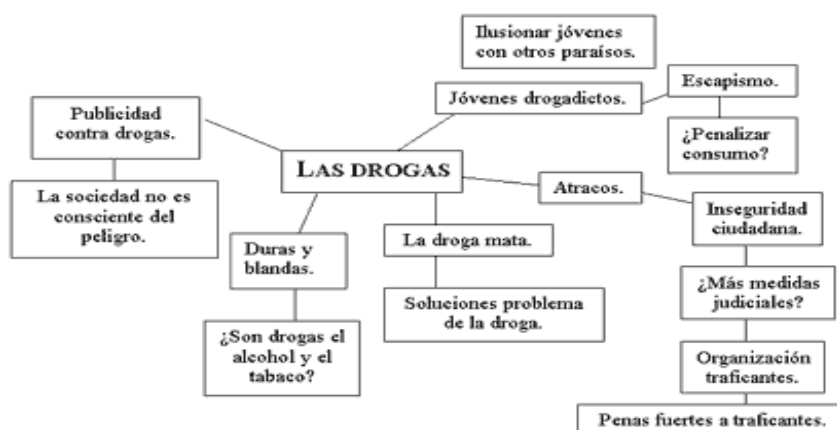 Ilusionar jóvenes
con otros paraísos.
Escapismo.
Jóvenes drogadictos.
Publicidad
contra drogas.
¿Penalizar
consumo?
LAS DROGAS
Atracos.
La sociedad no es
consciente del
peligro.
Inseguridad
ciudadana.
Duras y
blandas.
La droga mata.
¿Más medidas
judiciales?
Soluciones problema
de la droga.
¿Son drogas el
alcohol y el
tabaco?
Organización
traficantes.
Penas fuertes a traficantes.